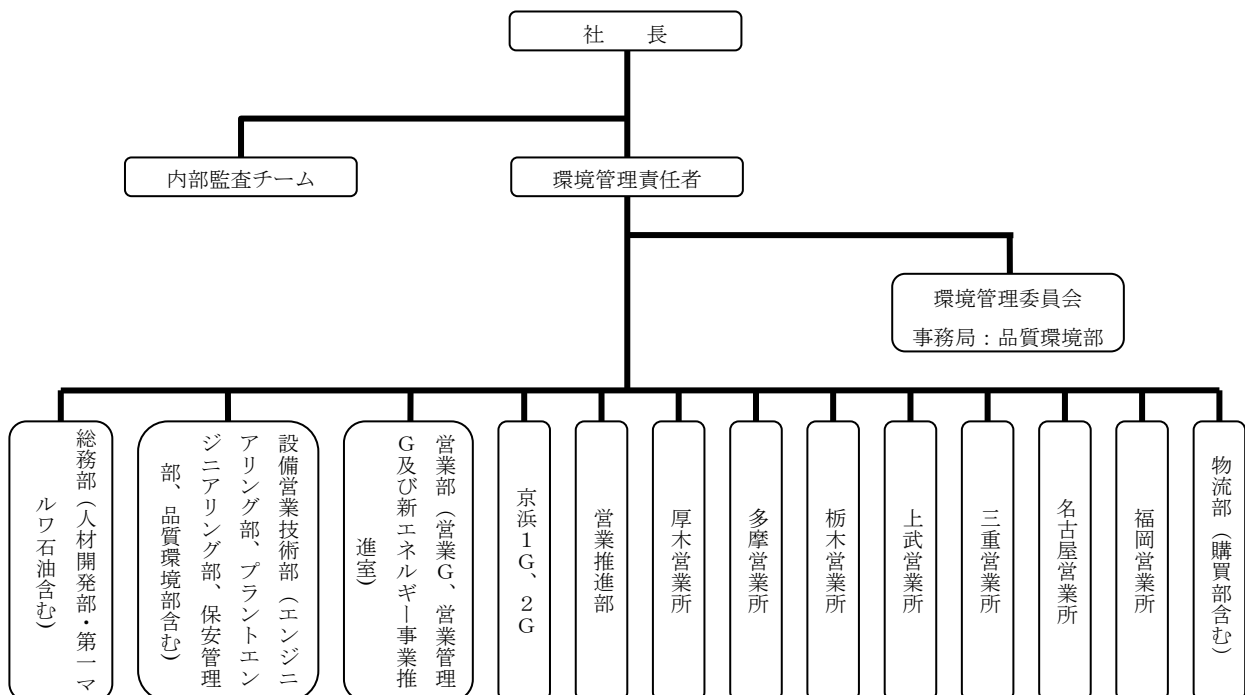 社　　長
内部監査チーム
環境管理責任者
環境管理委員会
事務局：品質環境部
総務部（人材開発部・第一マ
ルワ石油含む）
設備営業技術部（エンジニ
アリング部、プラントエン
ジニアリング部、保安管理
部、品質環境部含む）
営業部（営業G、営業管理
G及び新エネルギー事業推
進室）
京浜１G、２G
営業推進部
厚木営業所
多摩営業所
栃木営業所
上武営業所
三重営業所
名古屋営業所
福岡営業所
物流部（購買部含む）